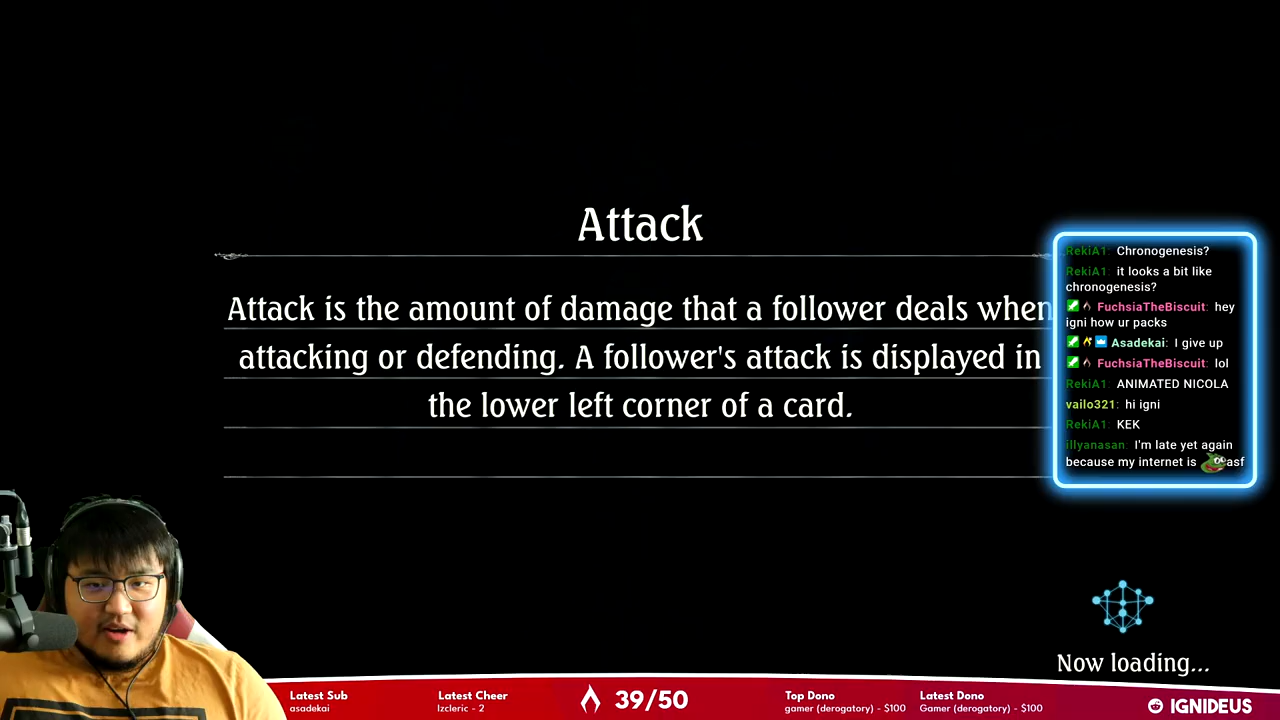 Attack
Attack is the amount of damage that a follower deals when
attacking or defending. A follower's attack is displayed in
the lower left corner of a card.
RekiA1: Chronogenesis?
RekiA1: it looks a bit like
chronogenesis?
FuchsiaTheBiscuit: hey
igni how ur packs
Asadekai: I give up
FuchsiaTheBiscuit: lol
RekiA1: ANIMATED NICOLA
vailo321: hi igni
RekiA1: KEK
illyanasan: I'm late yet again
because my internet is asf
Now loading...
Latest Sub
asadekai
Latest Cheer
Izcleric - 2
39/50
Top Dono
gamer (derogatory) - $100
Latest Dono
Gamer (derogatory) - $100
IGNIDEUS